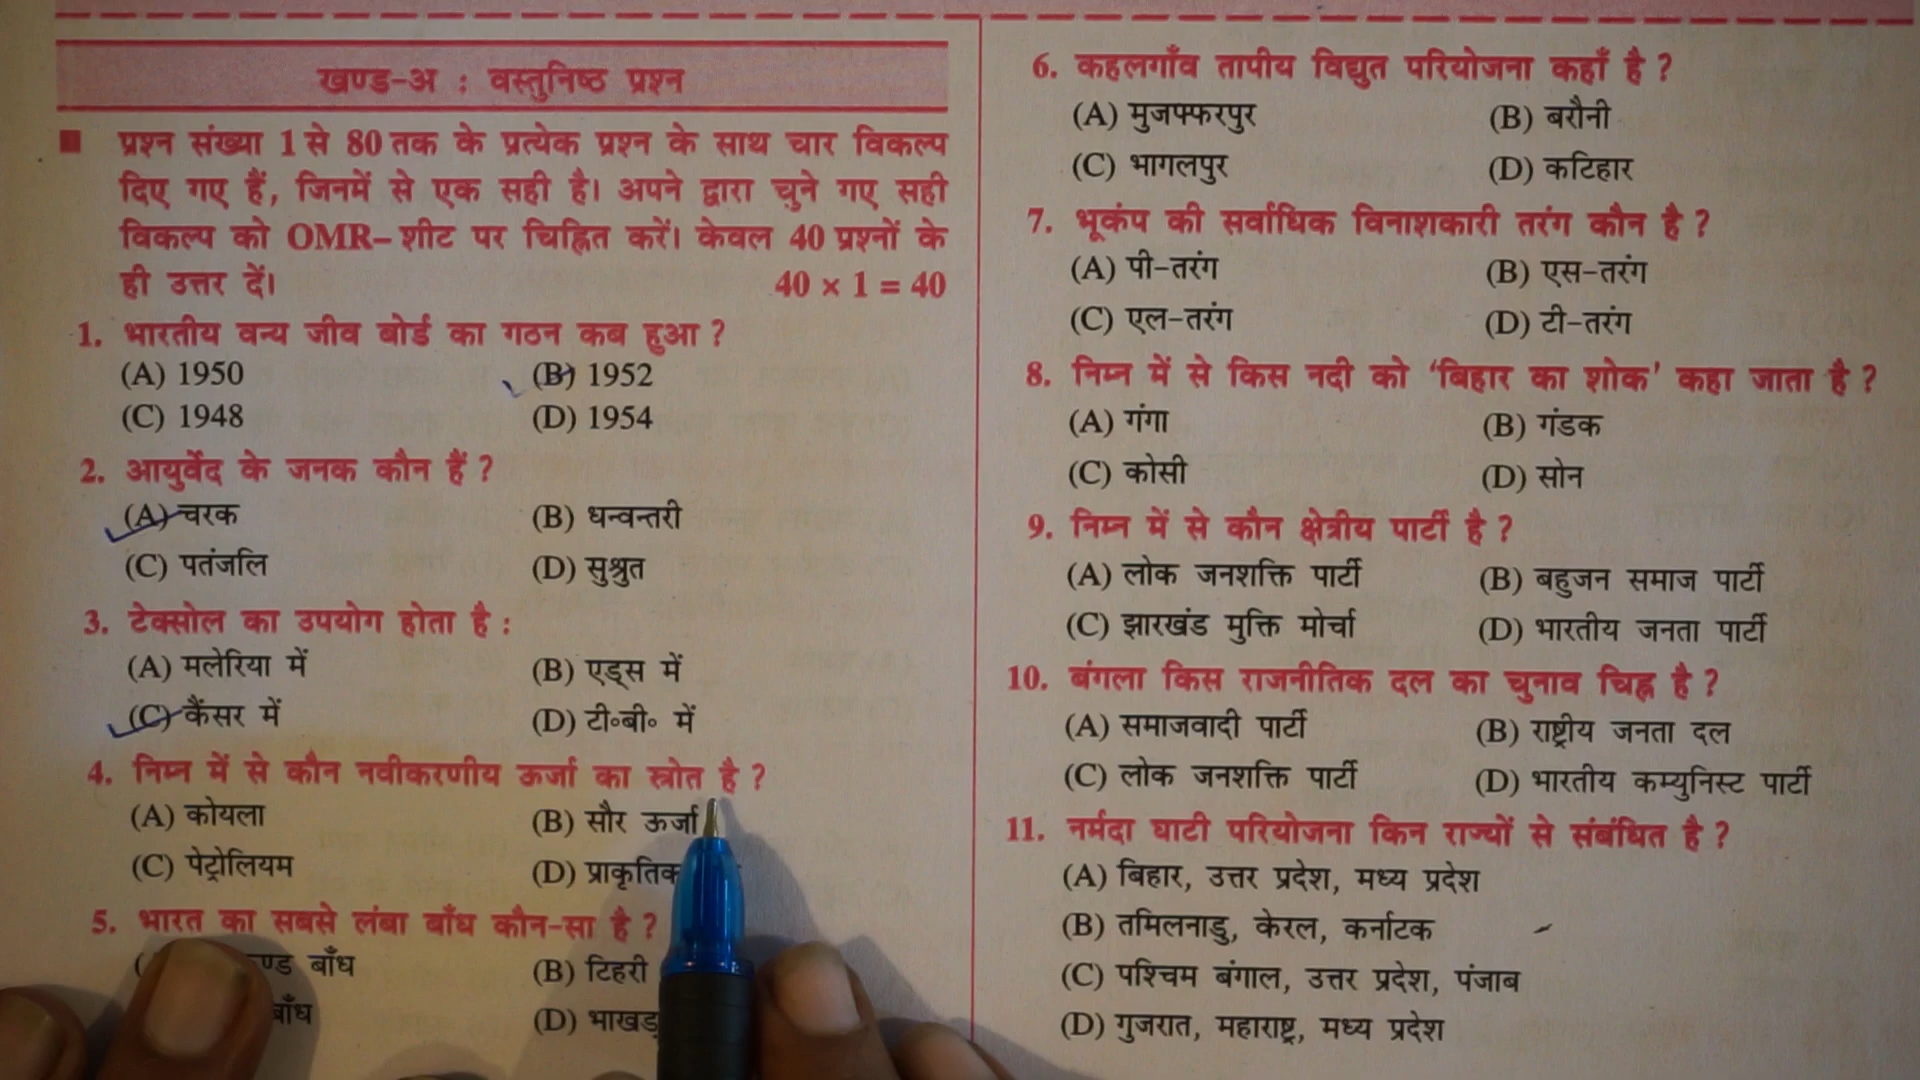 खण्ड-अ : वस्तुनिष्ठ प्रश्न
प्रश्न संख्या 1 से 80 तक के प्रत्येक प्रश्न के साथ चार विकल्प
दिए गए हैं, जिनमें से एक सही है। अपने द्वारा चुने गए सही
विकल्प को OMR-शीट पर चिह्नित करें। केवल 40 प्रश्नों के
ही उत्तर दें। 40 × 1 = 40
1. भारतीय वन्य जीव बोर्ड का गठन कब हुआ ?
(A) 1950 (B) 1952
(C) 1948 (D) 1954
2. आयुर्वेद के जनक कौन हैं ?
(A) चरक (B) धन्वन्तरी
(C) पतंजलि (D) सुश्रुत
3. टेक्सोल का उपयोग होता है :
(A) मलेरिया में (B) एड्स में
(C) कैंसर में (D) टी॰बी॰ में
4. निम्न में से कौन नवीकरणीय ऊर्जा का स्त्रोत है ?
(A) कोयला (B) सौर ऊर्जा
(C) पेट्रोलियम (D) प्राकृतिक
5. भारत का सबसे लंबा बाँध कौन-सा है ?
बाँध (B) टिहरी
बाँध (D)
6. कहलगाँव तापीय विद्युत परियोजना कहाँ है ?
(A) मुजफ्फरपुर (B) बरौनी
(C) भागलपुर (D) कटिहार
7. भूकंप की सर्वाधिक विनाशकारी तरंग कौन है ?
(A) पी-तरंग (B) एस-तरंग
(C) एल-तरंग (D) टी-तरंग
8. निम्न में से किस नदी को 'बिहार का शोक' कहा जाता है ?
(A) गंगा (B) गंडक
(C) कोसी (D) सोन
9. निम्न में से कौन क्षेत्रीय पार्टी है ?
(A) लोक जनशक्ति पार्टी (B) बहुजन समाज पार्टी
(C) झारखंड मुक्ति मोर्चा (D) भारतीय जनता पार्टी
10. बंगला किस राजनीतिक दल का चुनाव चिह्न है ?
(A) समाजवादी पार्टी (B) राष्ट्रीय जनता दल
(C) लोक जनशक्ति पार्टी (D) भारतीय कम्युनिस्ट पार्टी
11. नर्मदा घाटी परियोजना किन राज्यों से संबंधित है ?
(A) बिहार, उत्तर प्रदेश, मध्य प्रदेश
(B) तमिलनाडु, केरल, कर्नाटक
(C) पश्चिम बंगाल, उत्तर प्रदेश, पंजाब
(D) गुजरात, महाराष्ट्र, मध्य प्रदेश